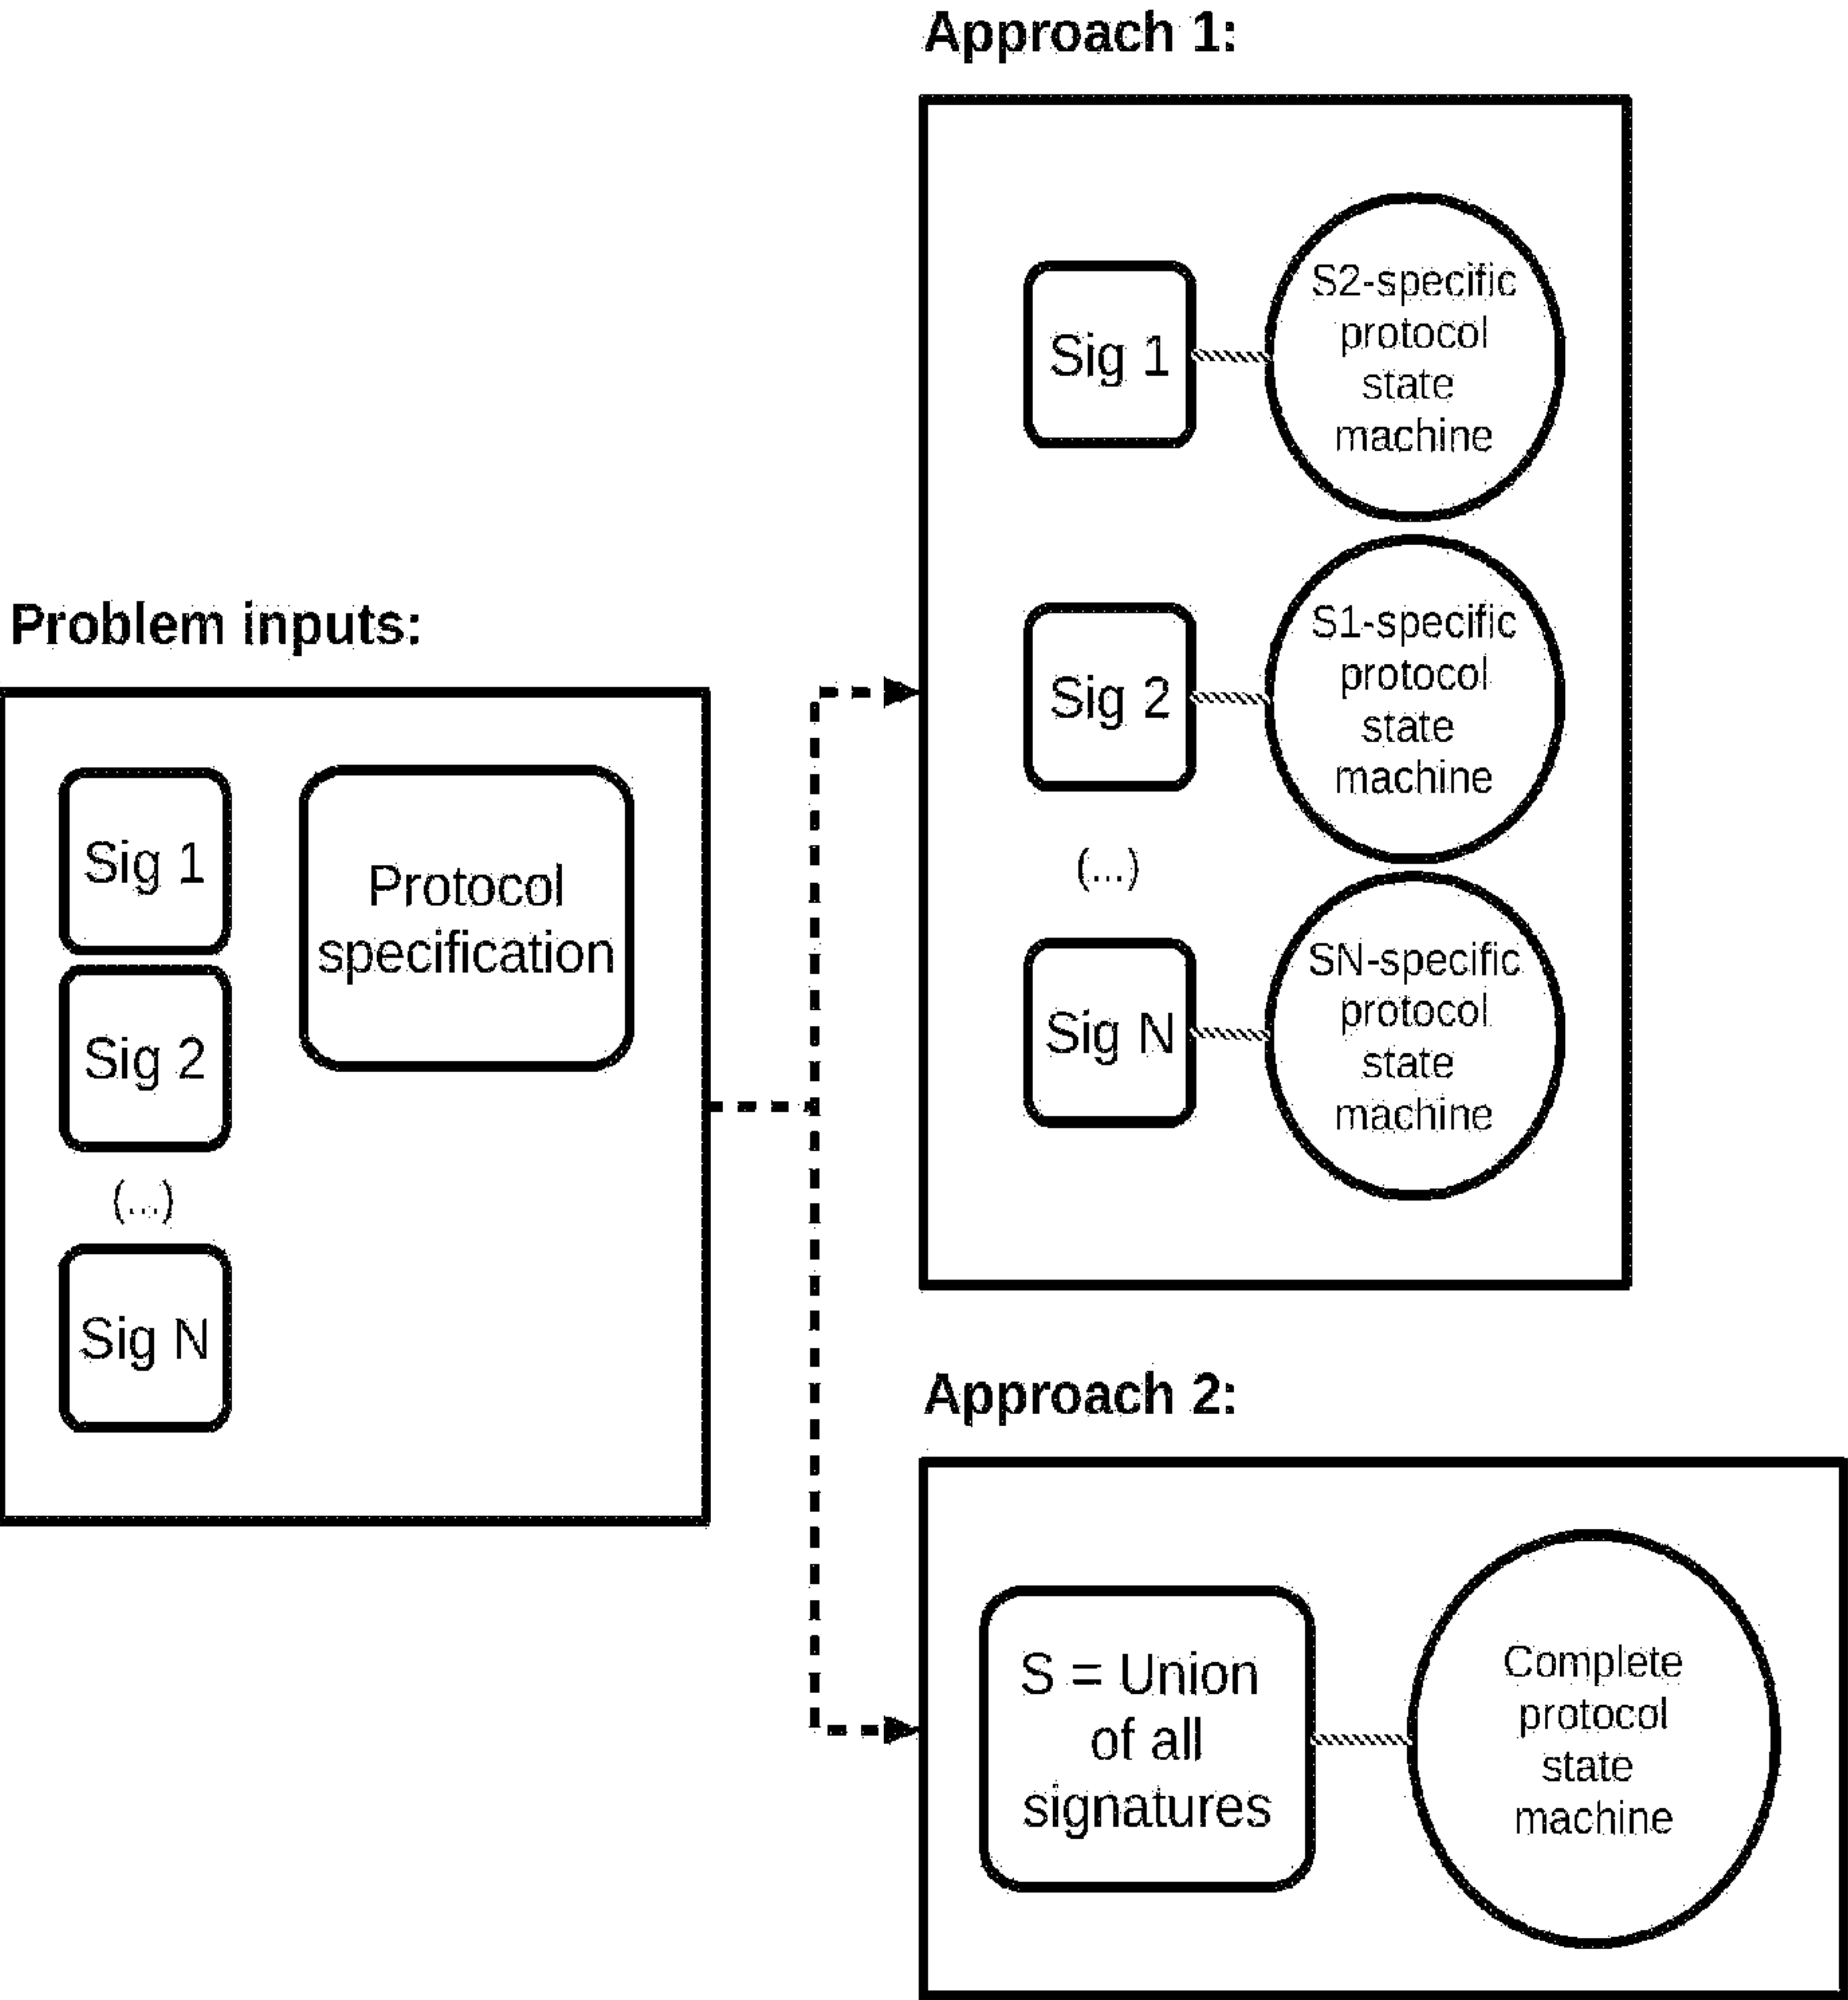 Problem inputs:
Sig 1
Sig 2
(...)
Sig N
Protocol
specification
Approach 1:
Sig 1
S2-specific
protocol
state
machine
Sig 2
S1-specific
protocol
state
machine
(...)
Sig N
SN-specific
protocol
state
machine
Approach 2:
S = Union
of all
signatures
Complete
protocol
state
machine